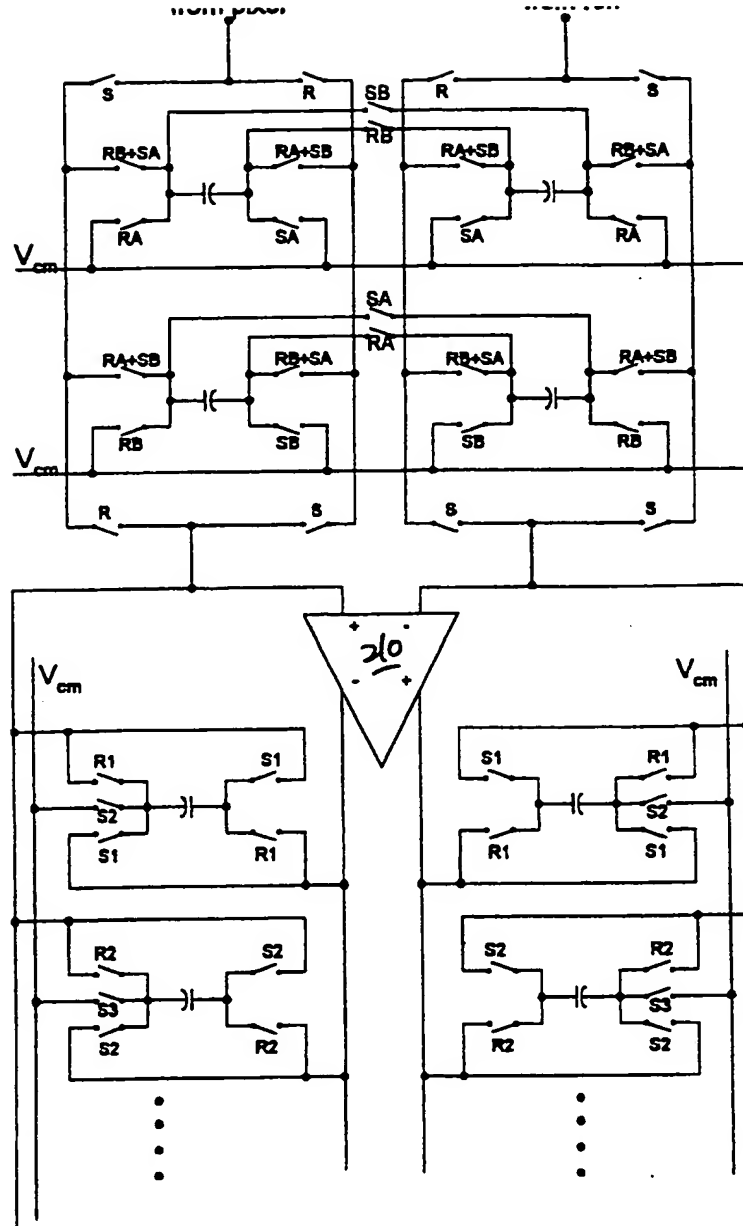 from pixel
S R R S
SB
RB
RB+SA RA+SB RA+SB RB+SA
RA SA SA RA
Vcm
SA
RA
RA+SB RB+SA RB+SA RA+SB
RB SB SB RB
Vcm
R S S S
+ -
210
- +
Vcm Vcm
R1 S1 S1 R1
S2 S2
S1 R1 R1 S1
R2 S2 S2 R2
S3 S3
S2 R2 R2 S2